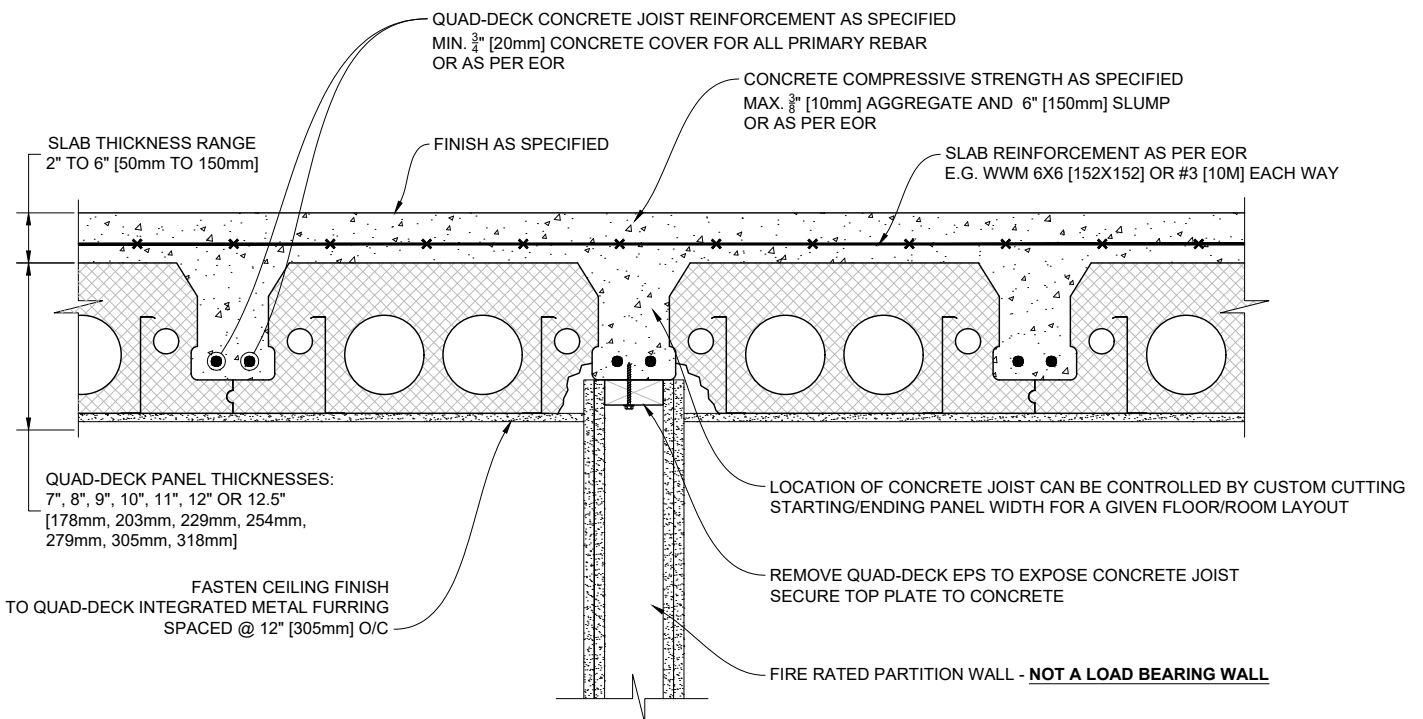 QUAD-DECK CONCRETE JOIST REINFORCEMENT AS SPECIFIED
MIN. 3/4" [20mm] CONCRETE COVER FOR ALL PRIMARY REBAR
OR AS PER EOR
CONCRETE COMPRESSIVE STRENGTH AS SPECIFIED
MAX. 3/8" [10mm] AGGREGATE AND 6" [150mm] SLUMP
OR AS PER EOR
SLAB THICKNESS RANGE
2" TO 6" [50mm TO 150mm]
FINISH AS SPECIFIED
SLAB REINFORCEMENT AS PER EOR
E.G. WWM 6X6 [152X152] OR #3 [10M] EACH WAY
QUAD-DECK PANEL THICKNESSES:
7", 8", 9", 10", 11", 12" OR 12.5"
[178mm, 203mm, 229mm, 254mm,
279mm, 305mm, 318mm]
LOCATION OF CONCRETE JOIST CAN BE CONTROLLED BY CUSTOM CUTTING
STARTING/ENDING PANEL WIDTH FOR A GIVEN FLOOR/ROOM LAYOUT
REMOVE QUAD-DECK EPS TO EXPOSE CONCRETE JOIST
SECURE TOP PLATE TO CONCRETE
FASTEN CEILING FINISH
TO QUAD-DECK INTEGRATED METAL FURRING
SPACED @ 12" [305mm] O/C
FIRE RATED PARTITION WALL - NOT A LOAD BEARING WALL